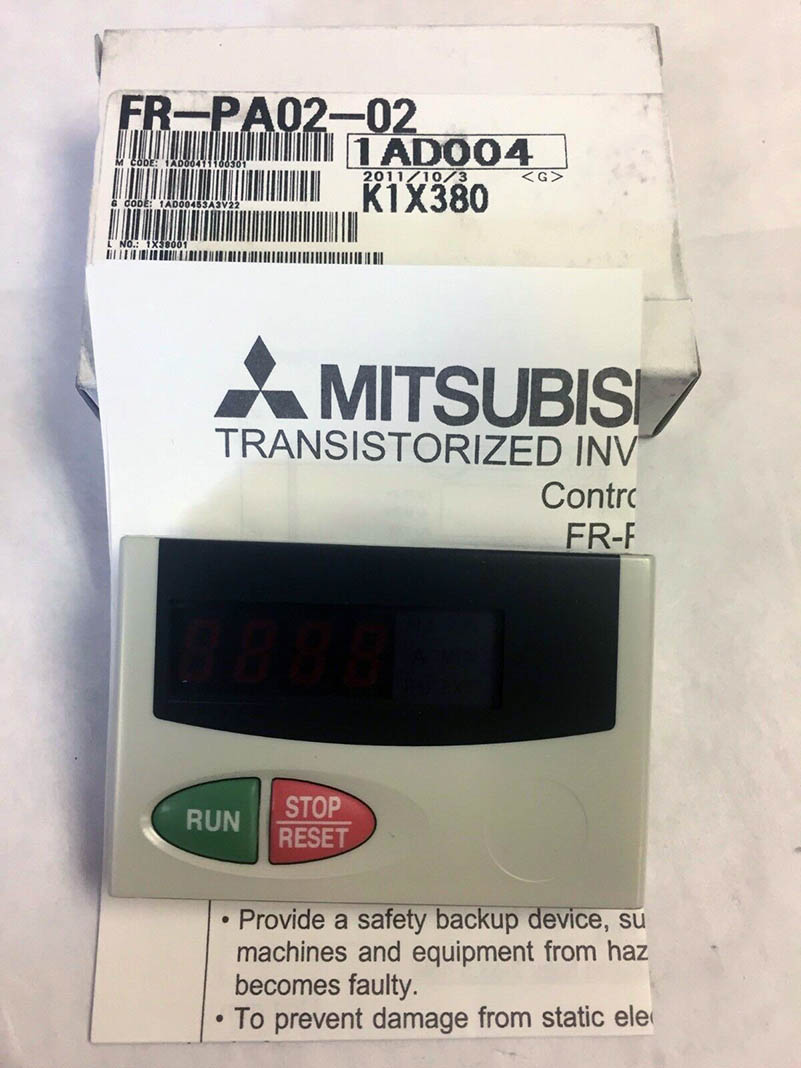 FR-PA02-02
1AD004
M CODE: 1AD00411100301
2011/10/3 <G>
K1X380
G CODE: 1AD00453A3V22
L NO.: 1X38001
MITSUBIS
TRANSISTORIZED INV
Contro
FR-
8888
RUN
STOP
RESET
• Provide a safety backup device, su
machines and equipment from haz
becomes faulty.
• To prevent damage from static elec